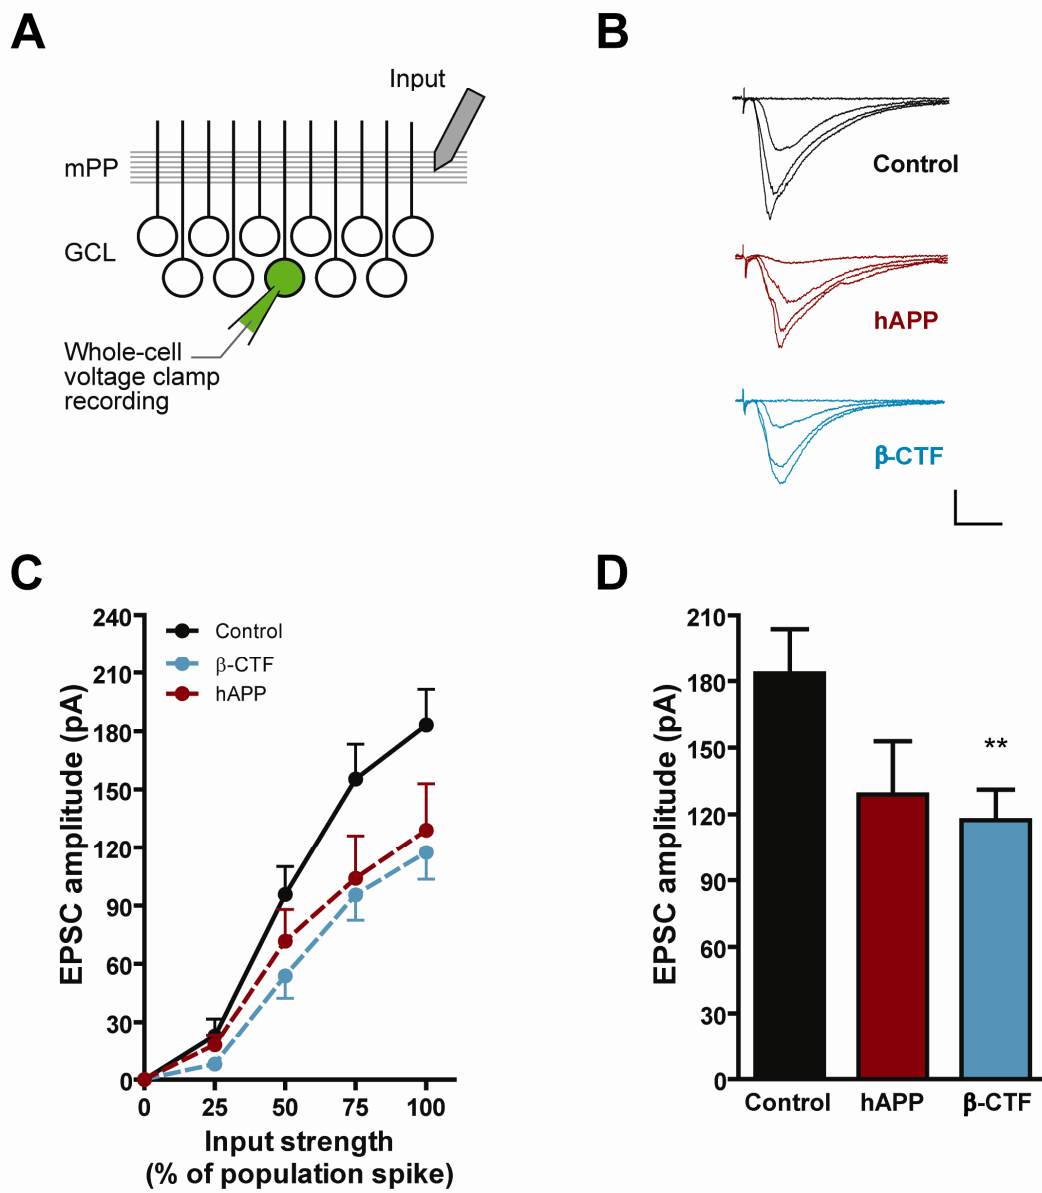 A
Input
mPP
GCL
Whole-cell
voltage clamp
recording
B
Control
hAPP
β-CTF
C
EPSC amplitude (pA)
240
210
180
150
120
90
60
30
0
Control
β-CTF
hAPP
0 25 50 75 100
Input strength
(% of population spike)
D
EPSC amplitude (pA)
210
180
150
120
90
60
30
0
**
Control hAPP β-CTF